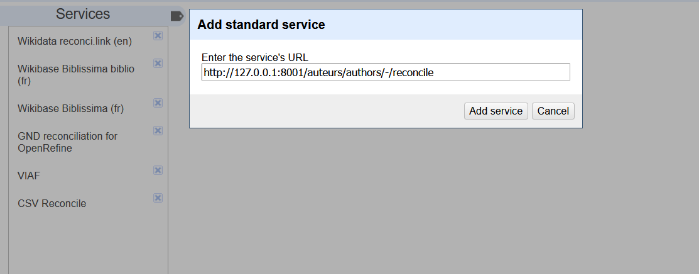 Services
Wikidata reconci.link (en)
Wikibase Biblissima biblio
(fr)
Wikibase Biblissima (fr)
GND reconciliation for
OpenRefine
VIAF
CSV Reconcile
Add standard service
Enter the service's URL
http://127.0.0.1:8001/auteurs/authors/-/reconcile
Add service
Cancel